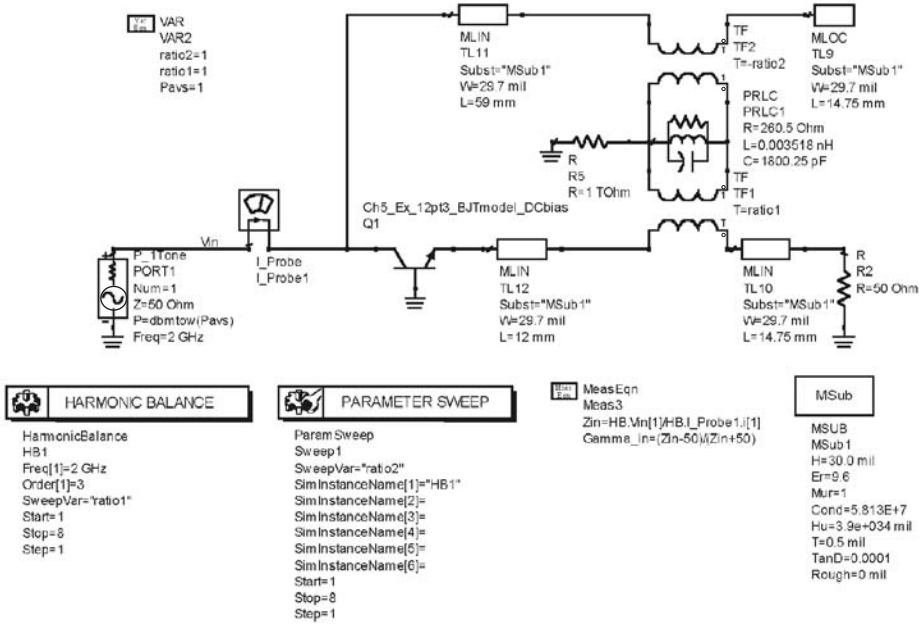 Var
Eqn
VAR
VAR2
ratio2=1
ratio1=1
Pavs=1
MLIN
TL11
Subst="MSub1"
W=29.7 mil
L=59 mm
TF
TF2
T=-ratio2
MLOC
TL9
Subst="MSub1"
W=29.7 mil
L=14.75 mm
PRLC
PRLC1
R=260.5 Ohm
L=0.003518 nH
C=1800.25 pF
R
R5
R=1 TOhm
TF
TF1
T=ratio1
Ch5_Ex_12pt3_BJTmodel_DCbias
Q1
Vin
I_Probe
I_Probe1
P_1Tone
PORT1
Num=1
Z=50 Ohm
P=dbmtow(Pavs)
Freq=2 GHz
MLIN
TL12
Subst="MSub1"
W=29.7 mil
L=12 mm
MLIN
TL10
Subst="MSub1"
W=29.7 mil
L=14.75 mm
R
R2
R=50 Ohm
HARMONIC BALANCE
HarmonicBalance
HB1
Freq[1]=2 GHz
Order[1]=3
SweepVar="ratio1"
Start=1
Stop=8
Step=1
PARAMETER SWEEP
ParamSweep
Sweep1
SweepVar="ratio2"
SimInstanceName[1]="HB1"
SimInstanceName[2]=
SimInstanceName[3]=
SimInstanceName[4]=
SimInstanceName[5]=
SimInstanceName[6]=
Start=1
Stop=8
Step=1
Meas
Eqn
MeasEqn
Meas3
Zin=HB.Vin[1]/HB.I_Probe1.i[1]
Gamma_in=(Zin-50)/(Zin+50)
MSub
MSUB
MSub1
H=30.0 mil
Er=9.6
Mur=1
Cond=5.813E+7
Hu=3.9e+034 mil
T=0.5 mil
TanD=0.0001
Rough=0 mil